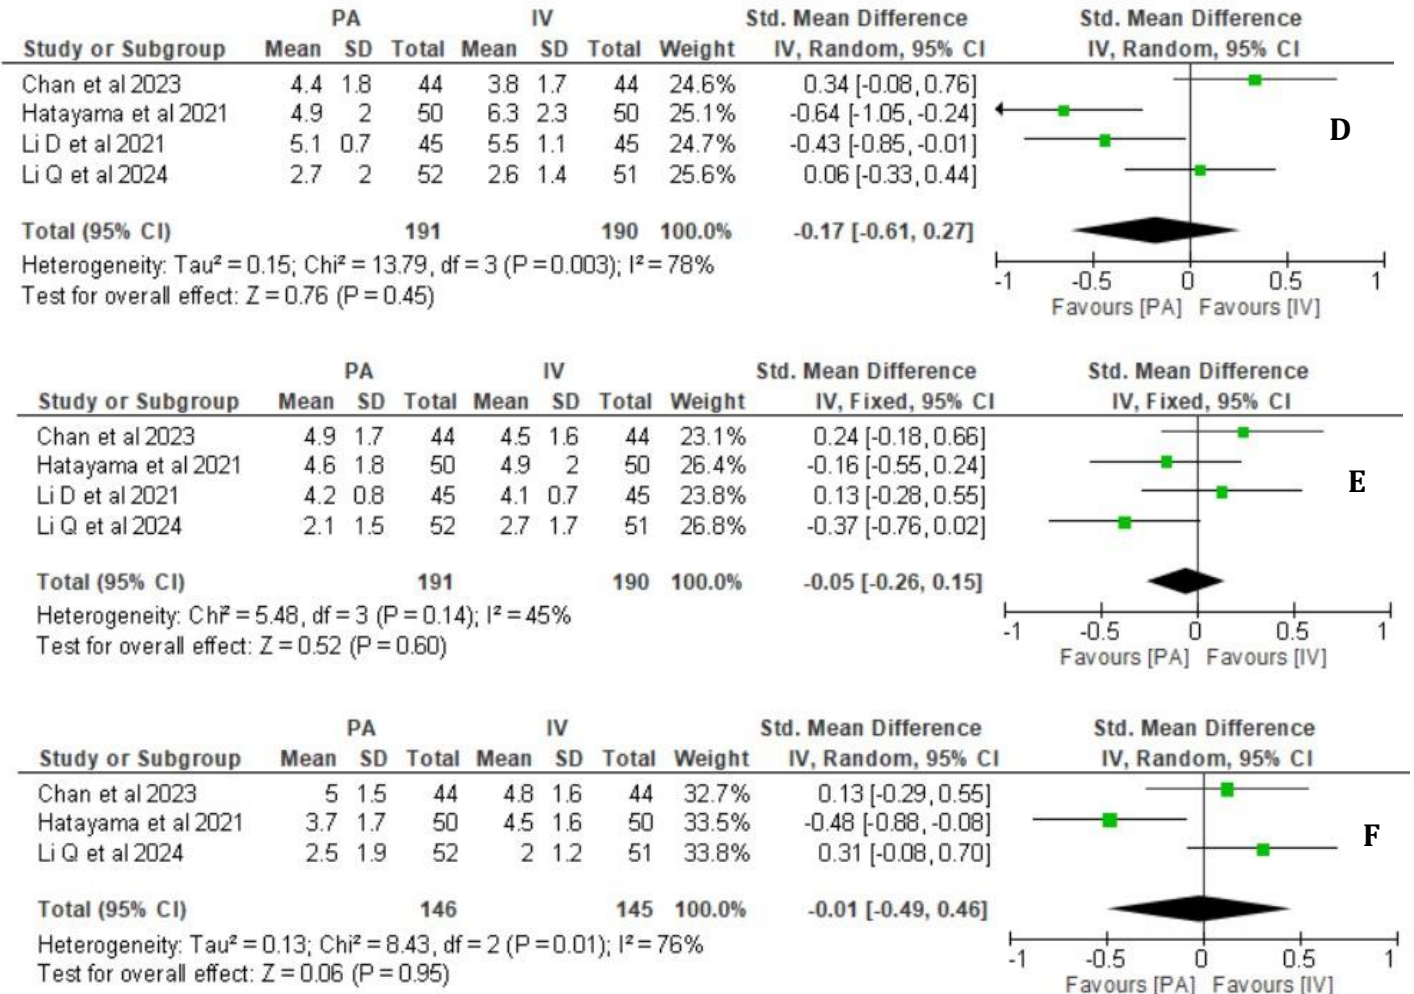 PA IV Std. Mean Difference Std. Mean Difference
Study or Subgroup Mean SD Total Mean SD Total Weight IV, Random, 95% CI IV, Random, 95% CI
Chan et al 2023 4.4 1.8 44 3.8 1.7 44 24.6% 0.34 [-0.08, 0.76]
Hatayama et al 2021 4.9 2 50 6.3 2.3 50 25.1% -0.64 [-1.05, -0.24]
Li D et al 2021 5.1 0.7 45 5.5 1.1 45 24.7% -0.43 [-0.85, -0.01]
Li Q et al 2024 2.7 2 52 2.6 1.4 51 25.6% 0.06 [-0.33, 0.44]
D
Total (95% CI) 191 190 100.0% -0.17 [-0.61, 0.27]
Heterogeneity: Tau² = 0.15; Chi² = 13.79, df = 3 (P = 0.003); I² = 78%
Test for overall effect: Z = 0.76 (P = 0.45)
-1 -0.5 0 0.5 1
Favours [PA] Favours [IV]
PA IV Std. Mean Difference Std. Mean Difference
Study or Subgroup Mean SD Total Mean SD Total Weight IV, Fixed, 95% CI IV, Fixed, 95% CI
Chan et al 2023 4.9 1.7 44 4.5 1.6 44 23.1% 0.24 [-0.18, 0.66]
Hatayama et al 2021 4.6 1.8 50 4.9 2 50 26.4% -0.16 [-0.55, 0.24]
Li D et al 2021 4.2 0.8 45 4.1 0.7 45 23.8% 0.13 [-0.28, 0.55]
Li Q et al 2024 2.1 1.5 52 2.7 1.7 51 26.8% -0.37 [-0.76, 0.02]
E
Total (95% CI) 191 190 100.0% -0.05 [-0.26, 0.15]
Heterogeneity: Chi² = 5.48, df = 3 (P = 0.14); I² = 45%
Test for overall effect: Z = 0.52 (P = 0.60)
-1 -0.5 0 0.5 1
Favours [PA] Favours [IV]
PA IV Std. Mean Difference Std. Mean Difference
Study or Subgroup Mean SD Total Mean SD Total Weight IV, Random, 95% CI IV, Random, 95% CI
Chan et al 2023 5 1.5 44 4.8 1.6 44 32.7% 0.13 [-0.29, 0.55]
Hatayama et al 2021 3.7 1.7 50 4.5 1.6 50 33.5% -0.48 [-0.88, -0.08]
Li Q et al 2024 2.5 1.9 52 2 1.2 51 33.8% 0.31 [-0.08, 0.70]
F
Total (95% CI) 146 145 100.0% -0.01 [-0.49, 0.46]
Heterogeneity: Tau² = 0.13; Chi² = 8.43, df = 2 (P = 0.01); I² = 76%
Test for overall effect: Z = 0.06 (P = 0.95)
-1 -0.5 0 0.5 1
Favours [PA] Favours [IV]